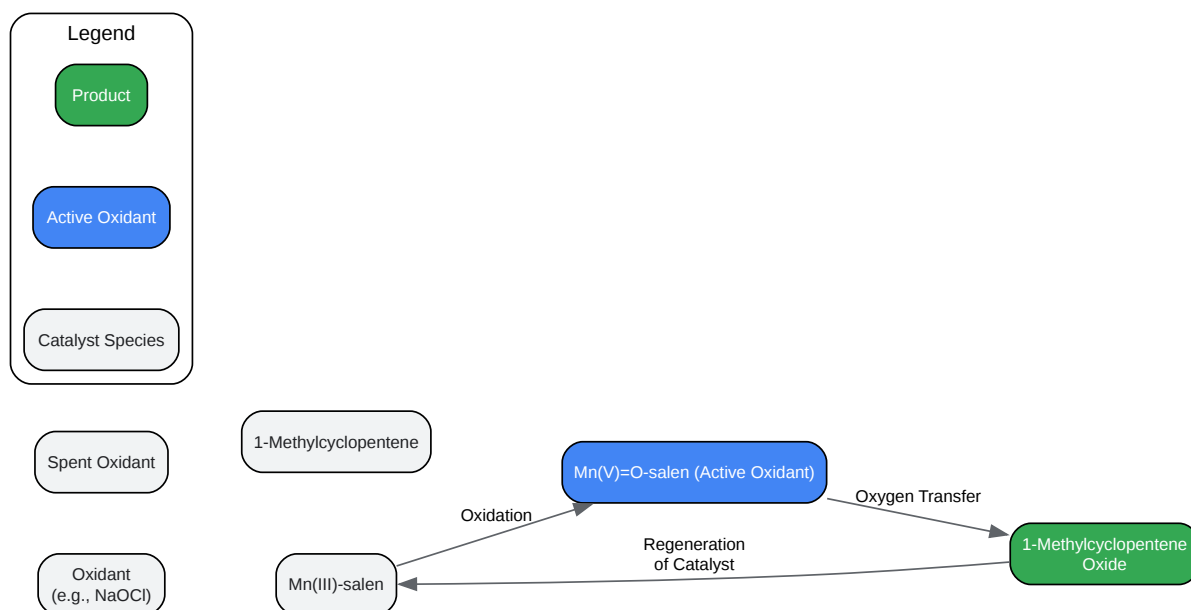 Legend
Product
Active Oxidant
Catalyst Species
Spent Oxidant
1-Methylcyclopentene
Mn(V)=O-salen (Active Oxidant)
Oxidation
Oxygen Transfer
Regeneration
of Catalyst
1-Methylcyclopentene
Oxide
Oxidant
(e.g., NaOCl)
Mn(III)-salen